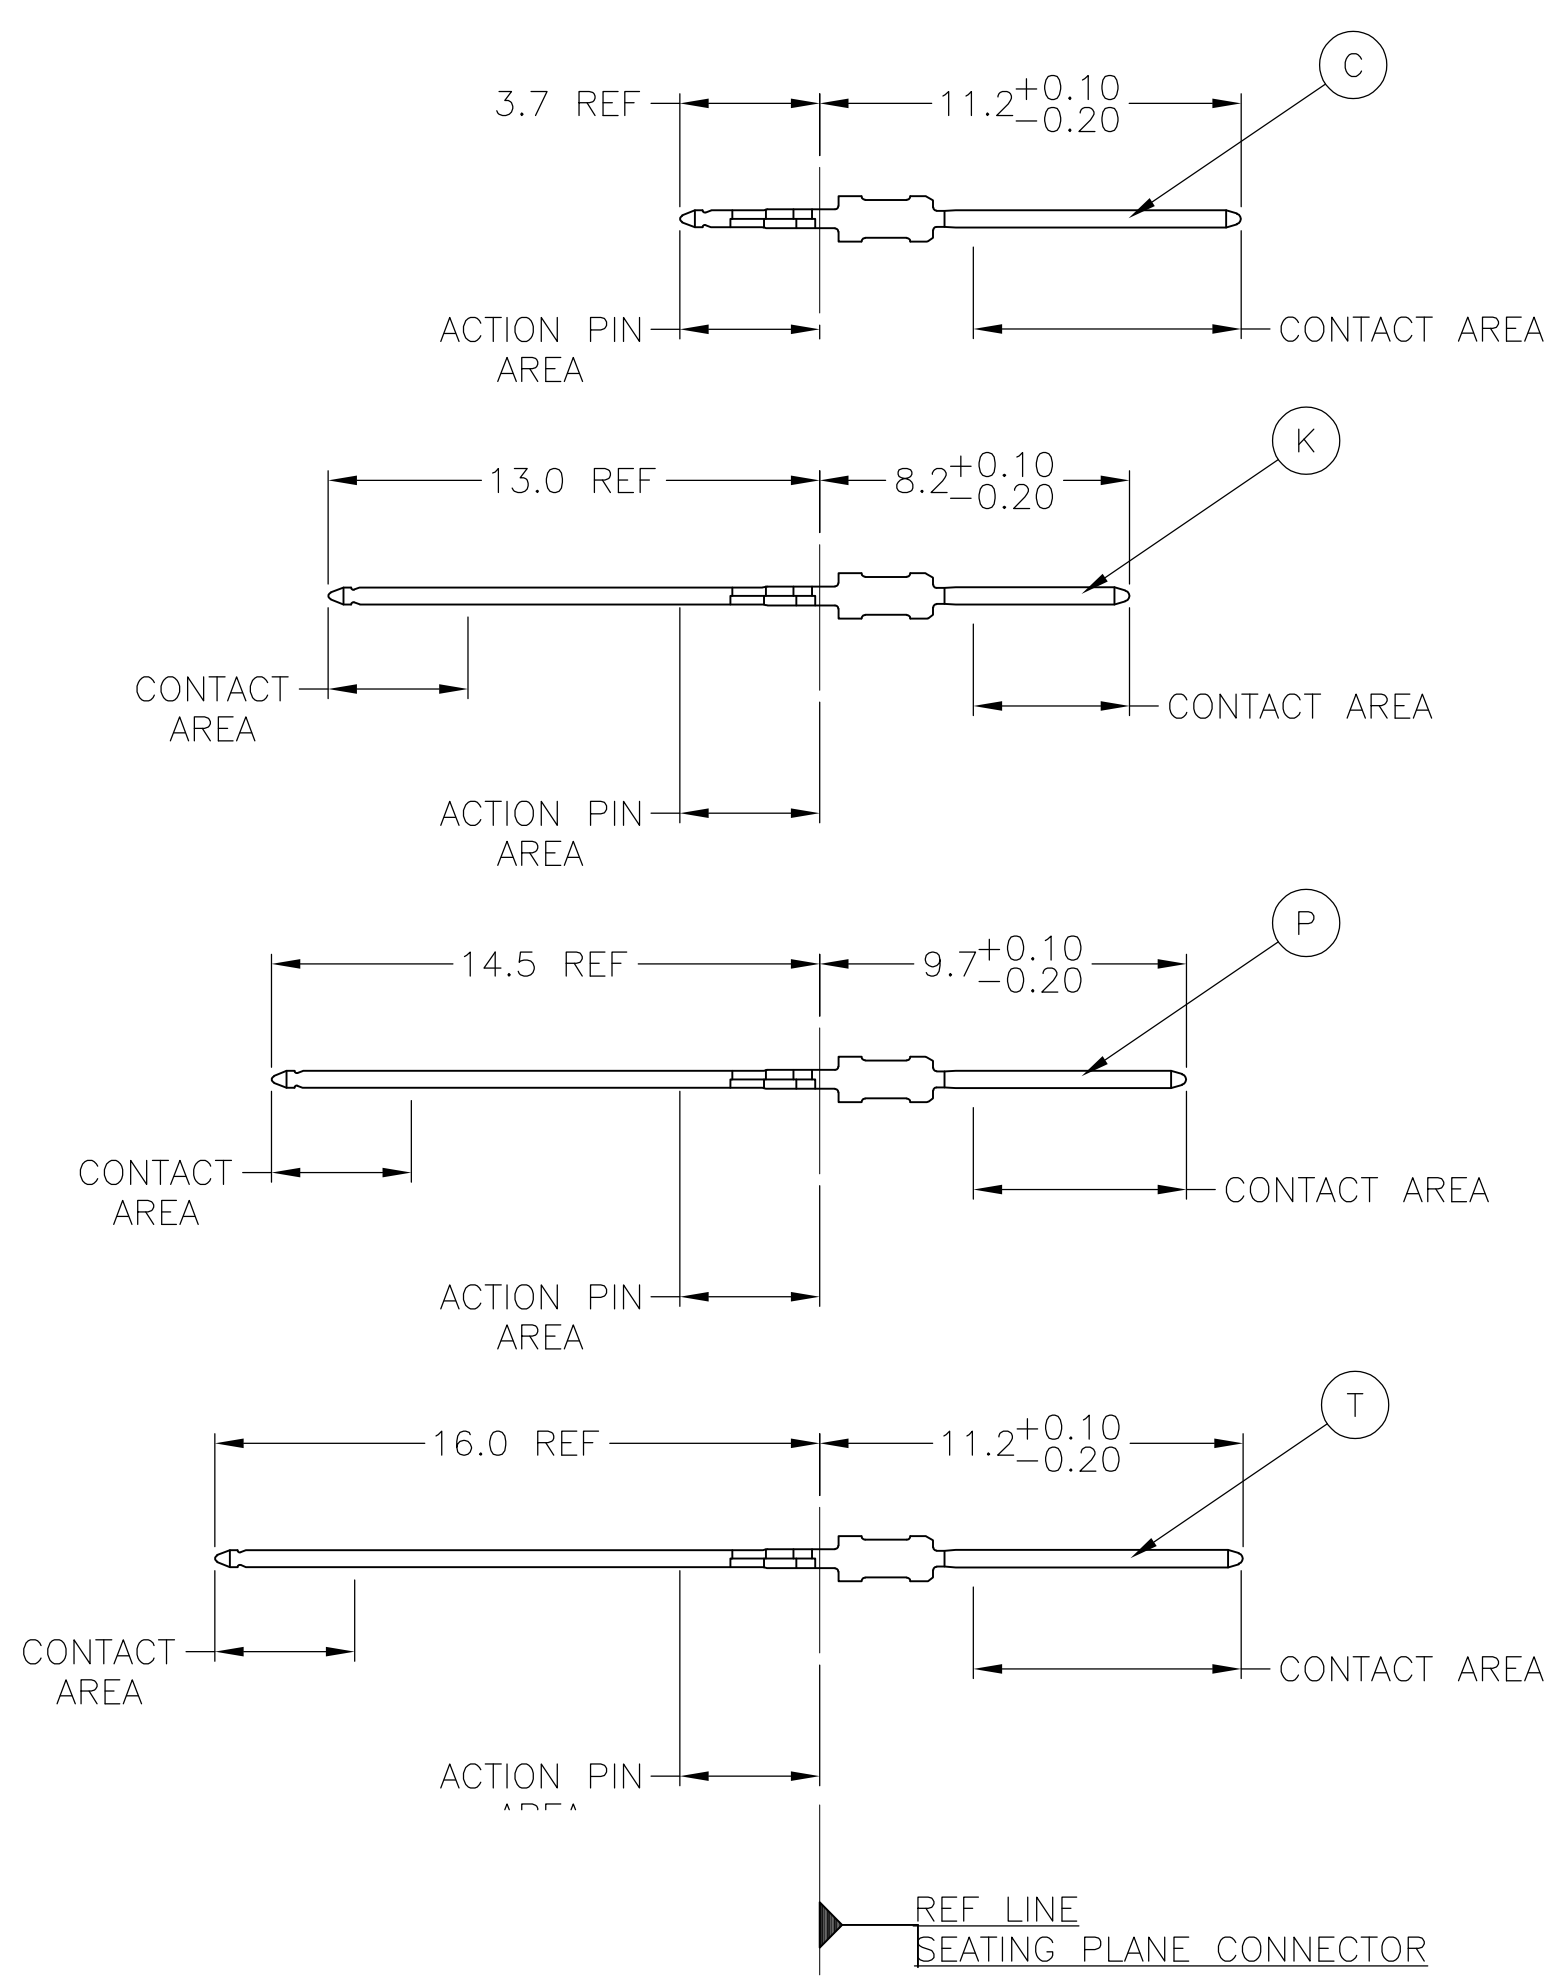 C
3.7 REF
11.2 +0.10
−0.20
ACTION PIN
AREA
CONTACT AREA
K
13.0 REF
8.2 +0.10
−0.20
CONTACT
AREA
CONTACT AREA
ACTION PIN
AREA
P
14.5 REF
9.7 +0.10
−0.20
CONTACT
AREA
CONTACT AREA
ACTION PIN
AREA
T
16.0 REF
11.2 +0.10
−0.20
CONTACT
AREA
CONTACT AREA
ACTION PIN
AREA
REF LINE
SEATING PLANE CONNECTOR